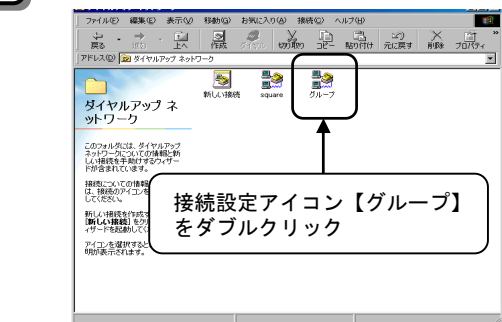 ファイル(F) 編集(E) 表示(V) 移動(G) お気に入り(A) 接続(C) ヘルプ(H)
戻る 上へ 作成 ダイヤル 切り取り コピー 貼り付け 元に戻す 削除 プロパティ
アドレス(D) ダイヤルアップ ネットワーク
新しい接続 square グループ
ダイヤルアップ ネ
ットワーク
このフォルダには、ダイヤルアップ
ネットワークについての情報と新
しい接続を手助けするウィザー
ドが含まれています。
接続についての情報
は、接続のアイコンを
してください。
新しい接続を作成す
[新しい接続] をクリ
ィザードを起動してく
アイコンを選択すると
明が表示されます。
接続設定アイコン【グループ】
をダブルクリック